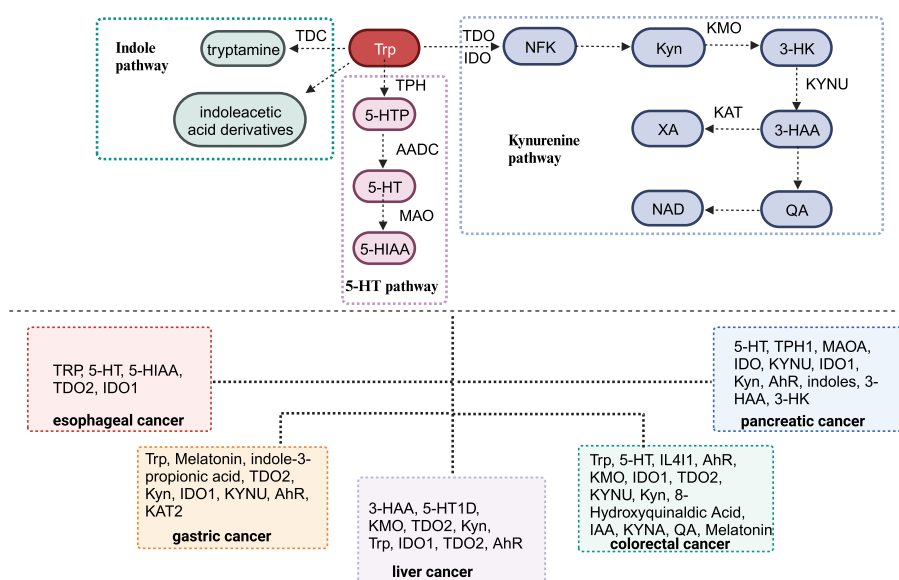 Indole
pathway
tryptamine
TDC
Trp
TDO
IDO
NFK
Kyn
KMO
3-HK
indoleacetic
acid derivatives
TPH
5-HTP
AADC
5-HT
MAO
5-HIAA
5-HT pathway
Kynurenine
pathway
KYNU
XA
KAT
3-HAA
NAD
QA
TRP, 5-HT, 5-HIAA,
TDO2, IDO1
esophageal cancer
5-HT, TPH1, MAOA,
IDO, KYNU, IDO1,
Kyn, AhR, indoles, 3-
HAA, 3-HK
pancreatic cancer
Trp, Melatonin, indole-3-
propionic acid, TDO2,
Kyn, IDO1, KYNU, AhR,
KAT2
gastric cancer
3-HAA, 5-HT1D,
KMO, TDO2, Kyn,
Trp, IDO1, TDO2, AhR
liver cancer
Trp, 5-HT, IL4I1, AhR,
KMO, IDO1, TDO2,
KYNU, Kyn, 8-
Hydroxyquinaldic Acid,
IAA, KYNA, QA, Melatonin
colorectal cancer